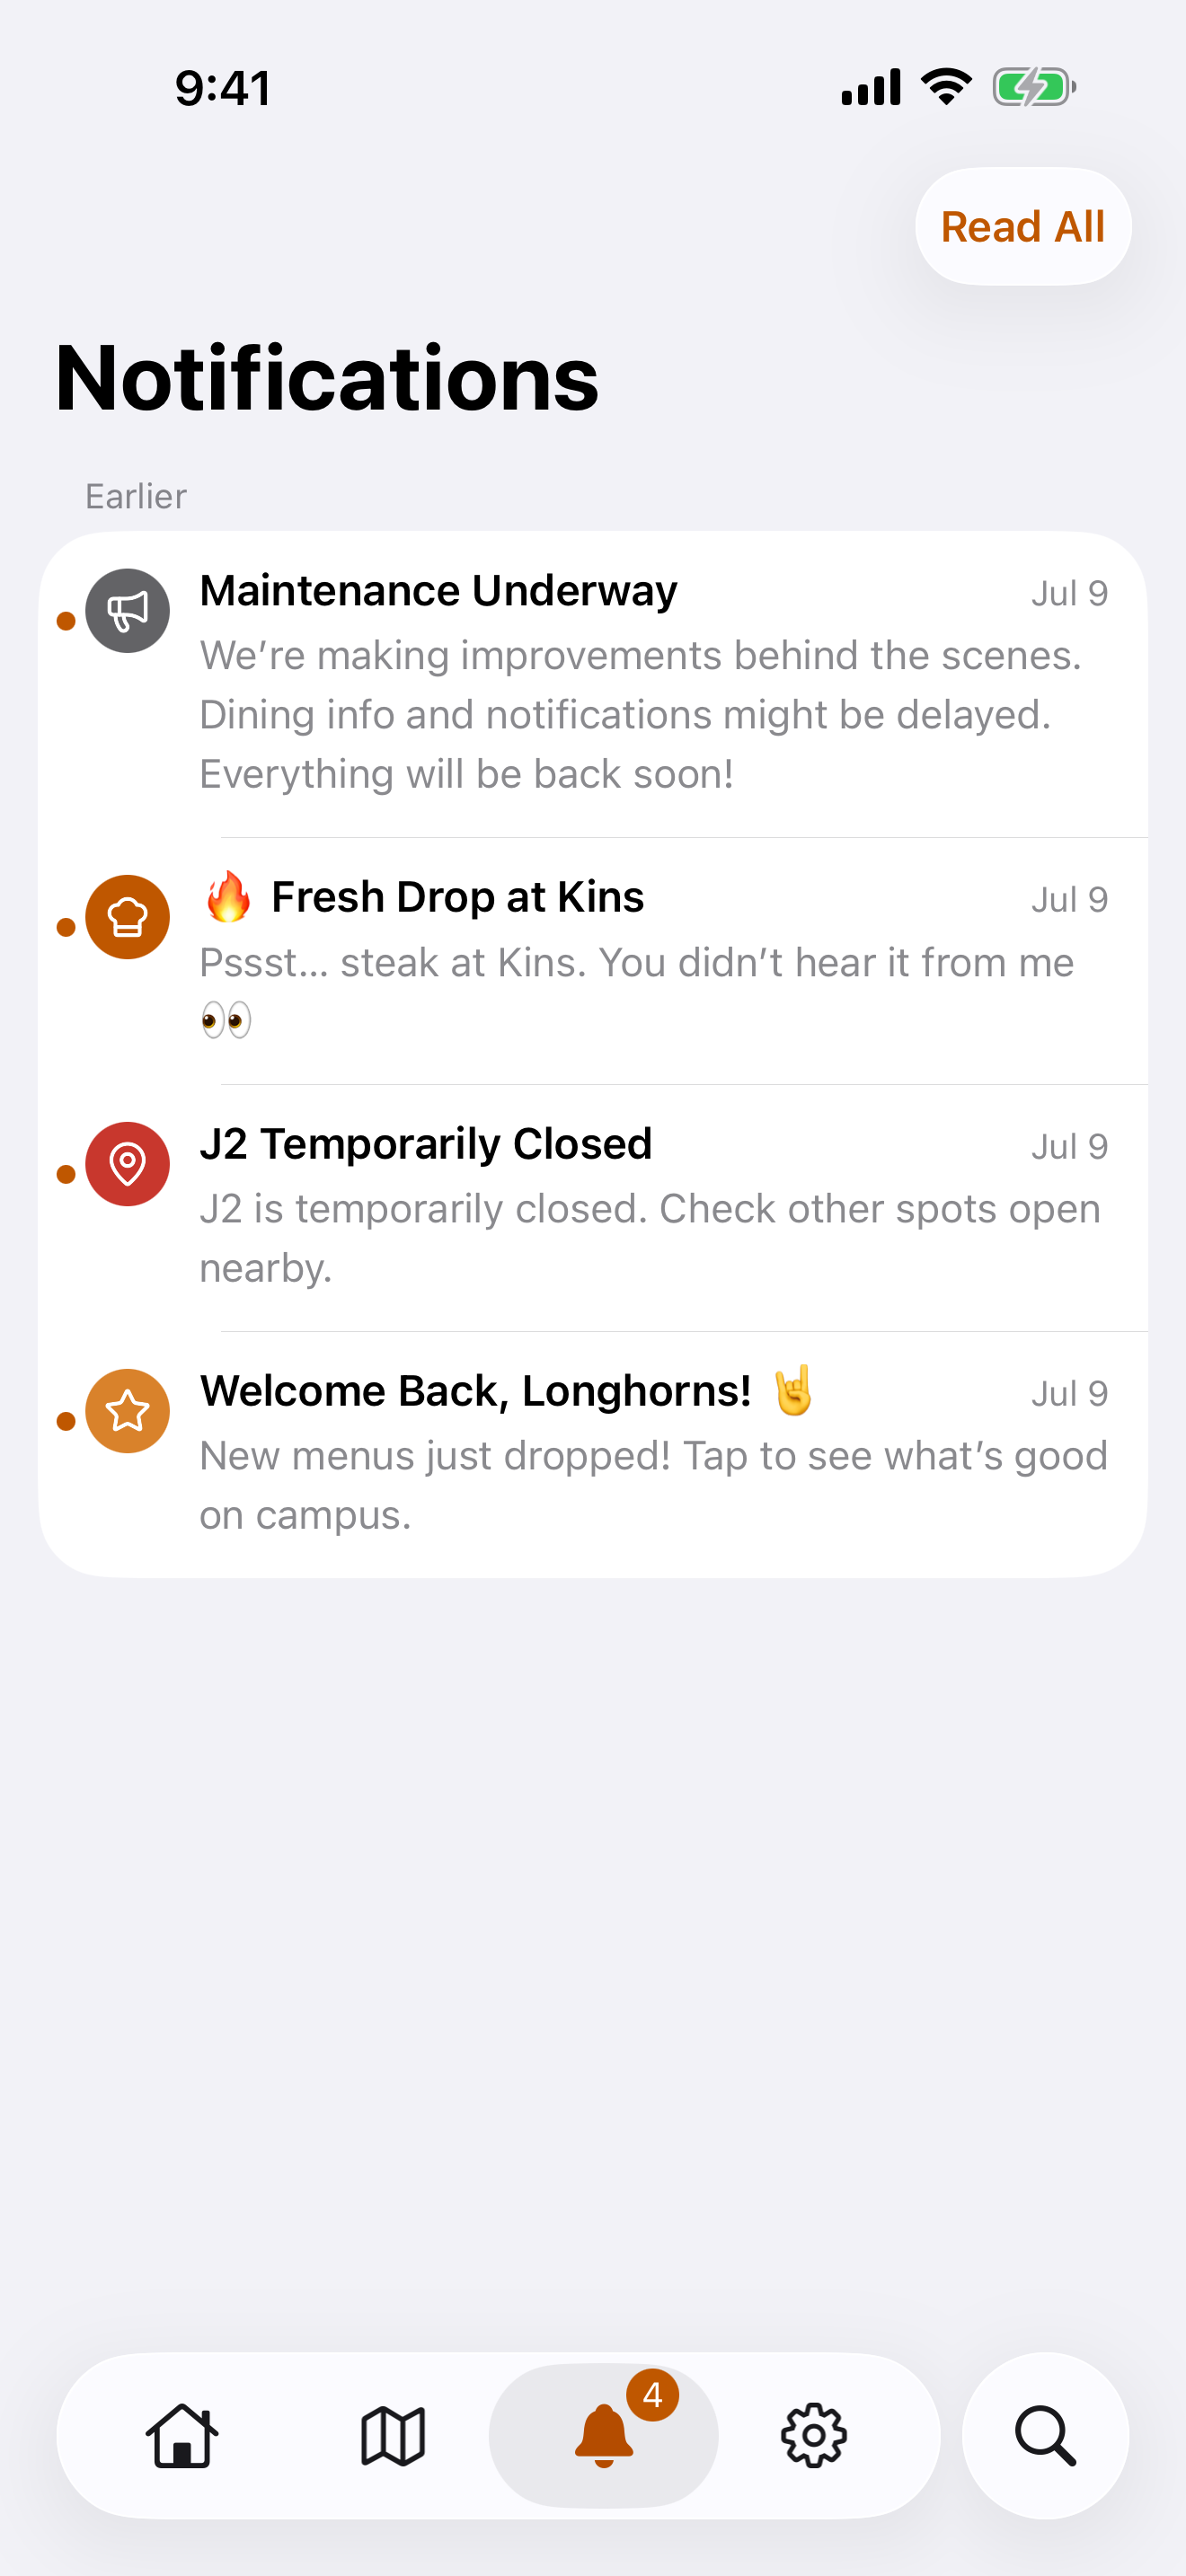 9:41
Read All
Notifications
Earlier
Maintenance Underway
Jul 9
We’re making improvements behind the scenes.
Dining info and notifications might be delayed.
Everything will be back soon!
🔥 Fresh Drop at Kins
Jul 9
Pssst... steak at Kins. You didn’t hear it from me
👀
J2 Temporarily Closed
Jul 9
J2 is temporarily closed. Check other spots open
nearby.
Welcome Back, Longhorns! 🤘
Jul 9
New menus just dropped! Tap to see what’s good
on campus.
4